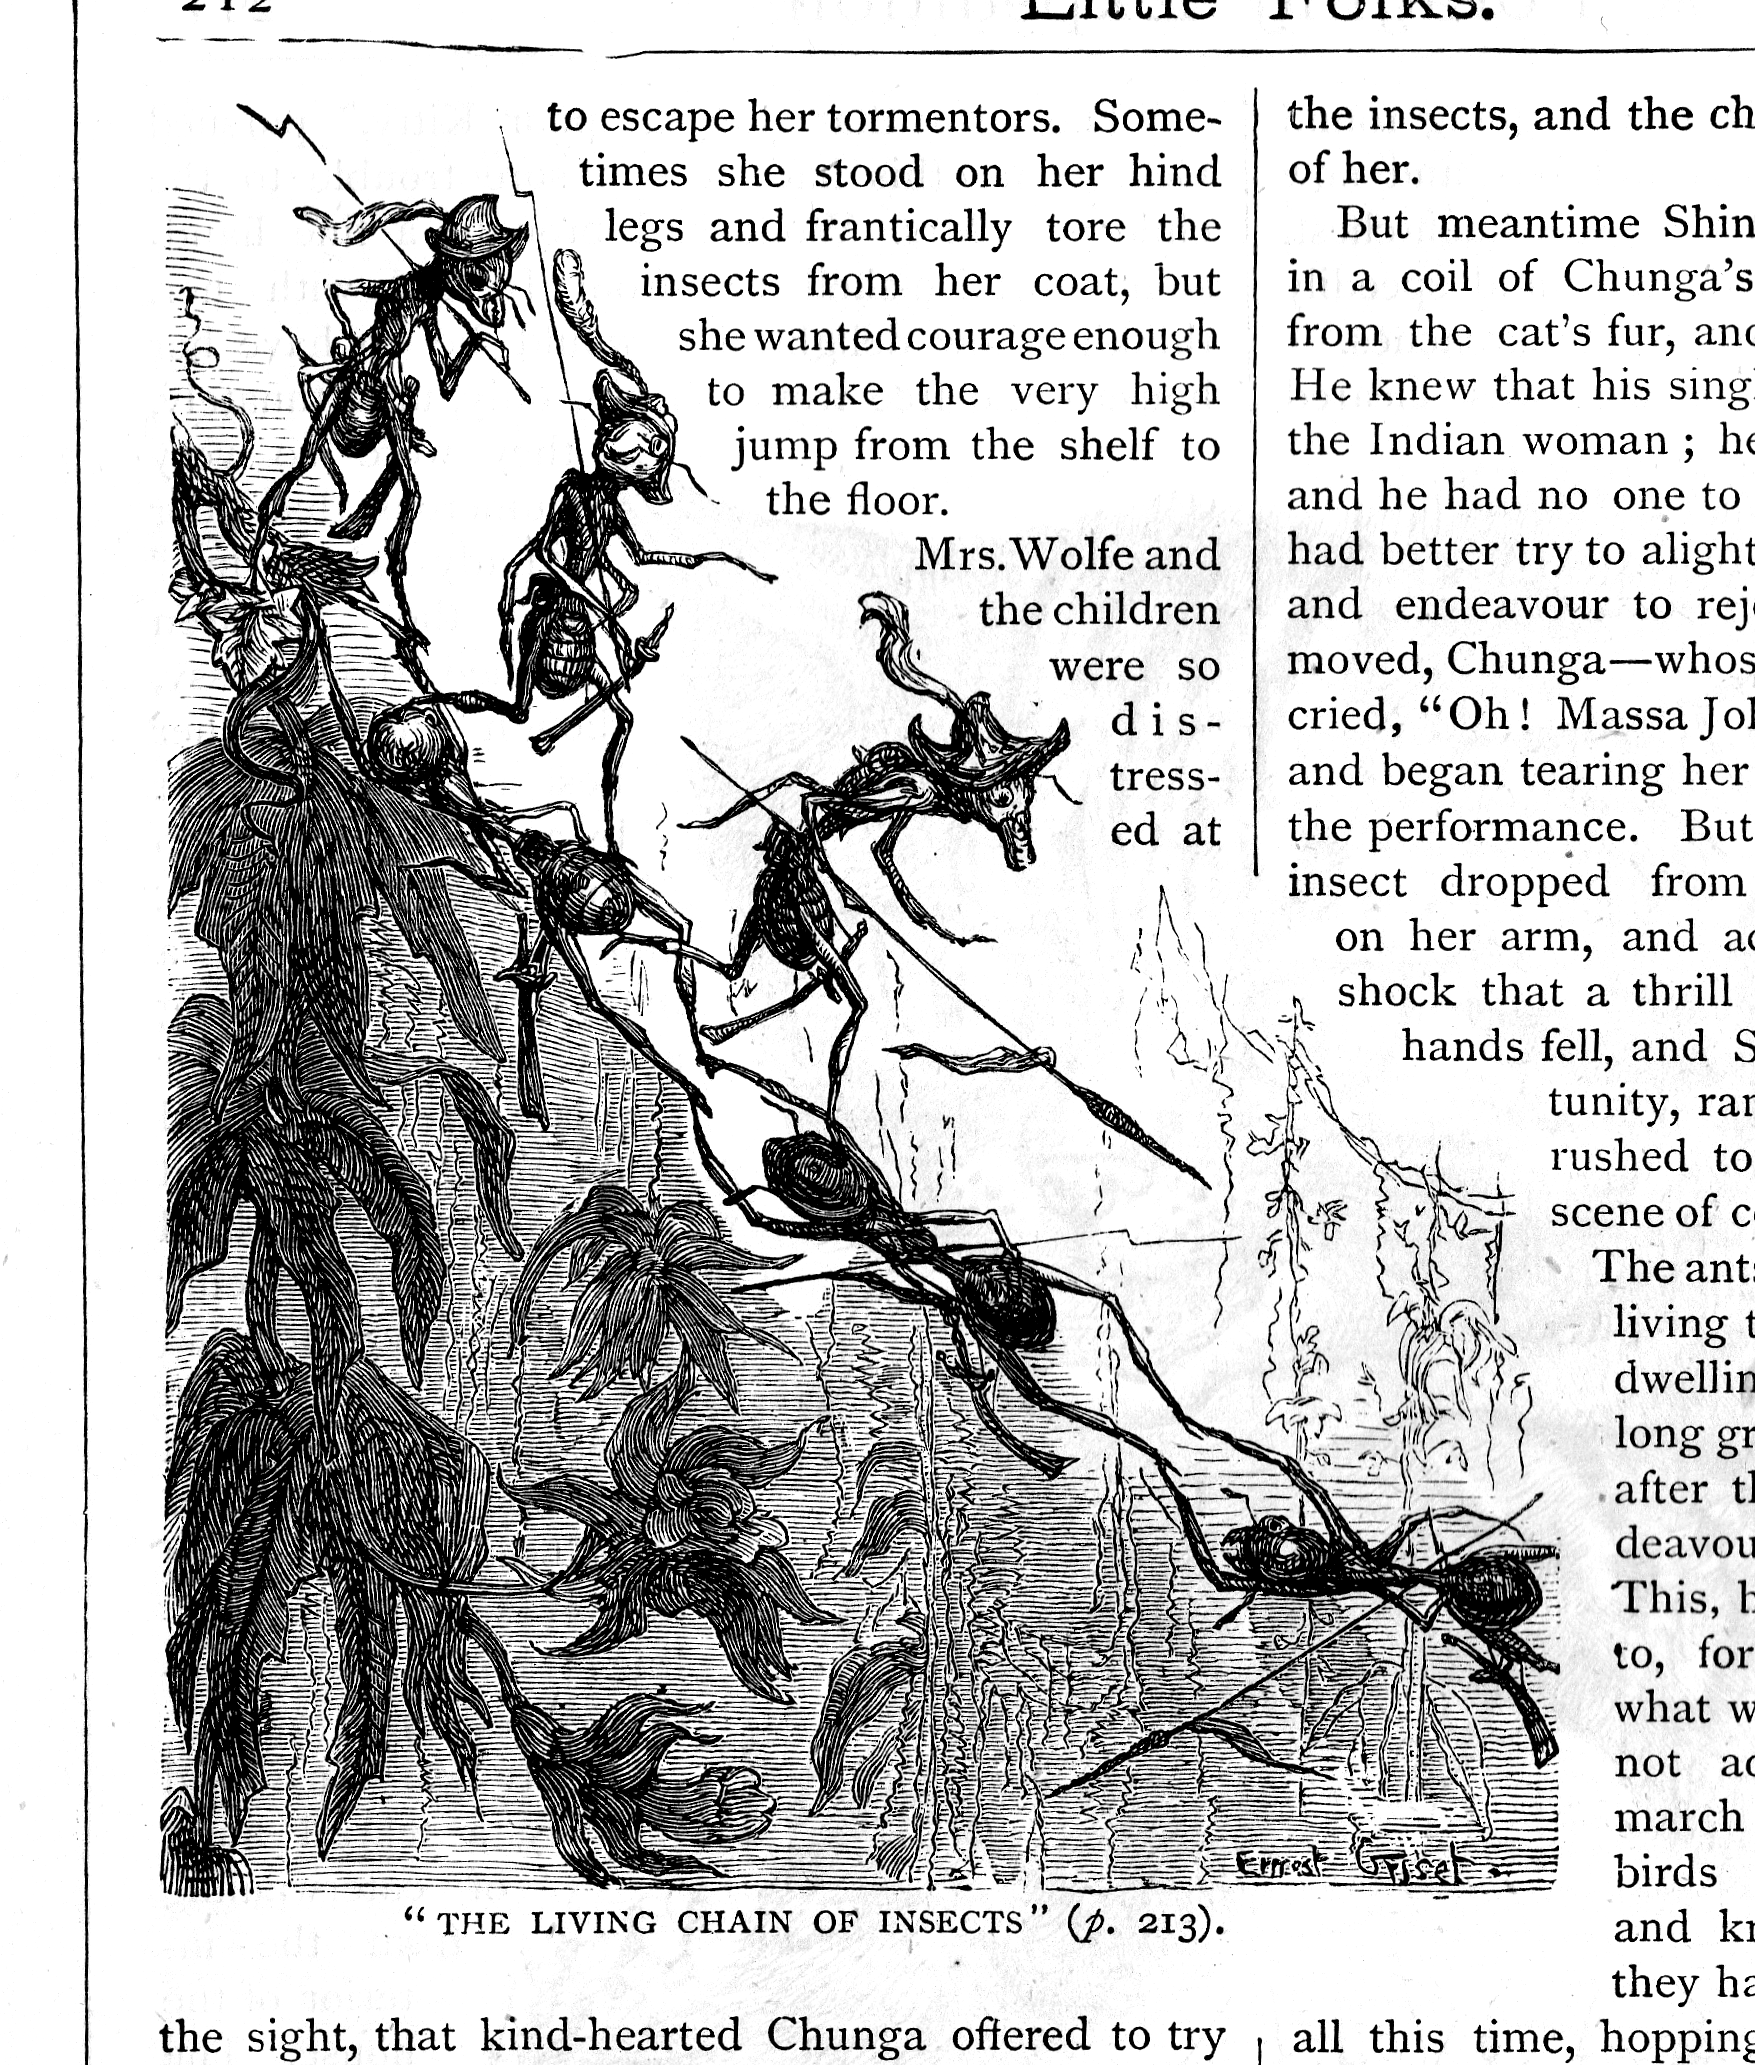 212
Little Folks.
to escape her tormentors. Some-
times she stood on her hind
legs and frantically tore the
insects from her coat, but
she wanted courage enough
to make the very high
jump from the shelf to
the floor.
Mrs. Wolfe and
the children
were so
dis-
tress-
ed at
"THE LIVING CHAIN OF INSECTS" (p. 213).
the sight, that kind-hearted Chunga offered to try
the insects, and the ch
of her.
But meantime Shin
in a coil of Chunga's
from the cat's fur, and
He knew that his sing
the Indian woman; he
and he had no one to
had better try to alight
and endeavour to rej
moved, Chunga—whos
cried, "Oh! Massa Jo
and began tearing her
the performance. But
insect dropped from
on her arm, and ac
shock that a thrill
hands fell, and S
tunity, ran
rushed to
scene of c
The ants
living t
dwellin
long gr
after th
deavou
This, h
to, for
what w
not ac
march
birds
and kn
they ha
all this time, hopping
Ernest Griset.